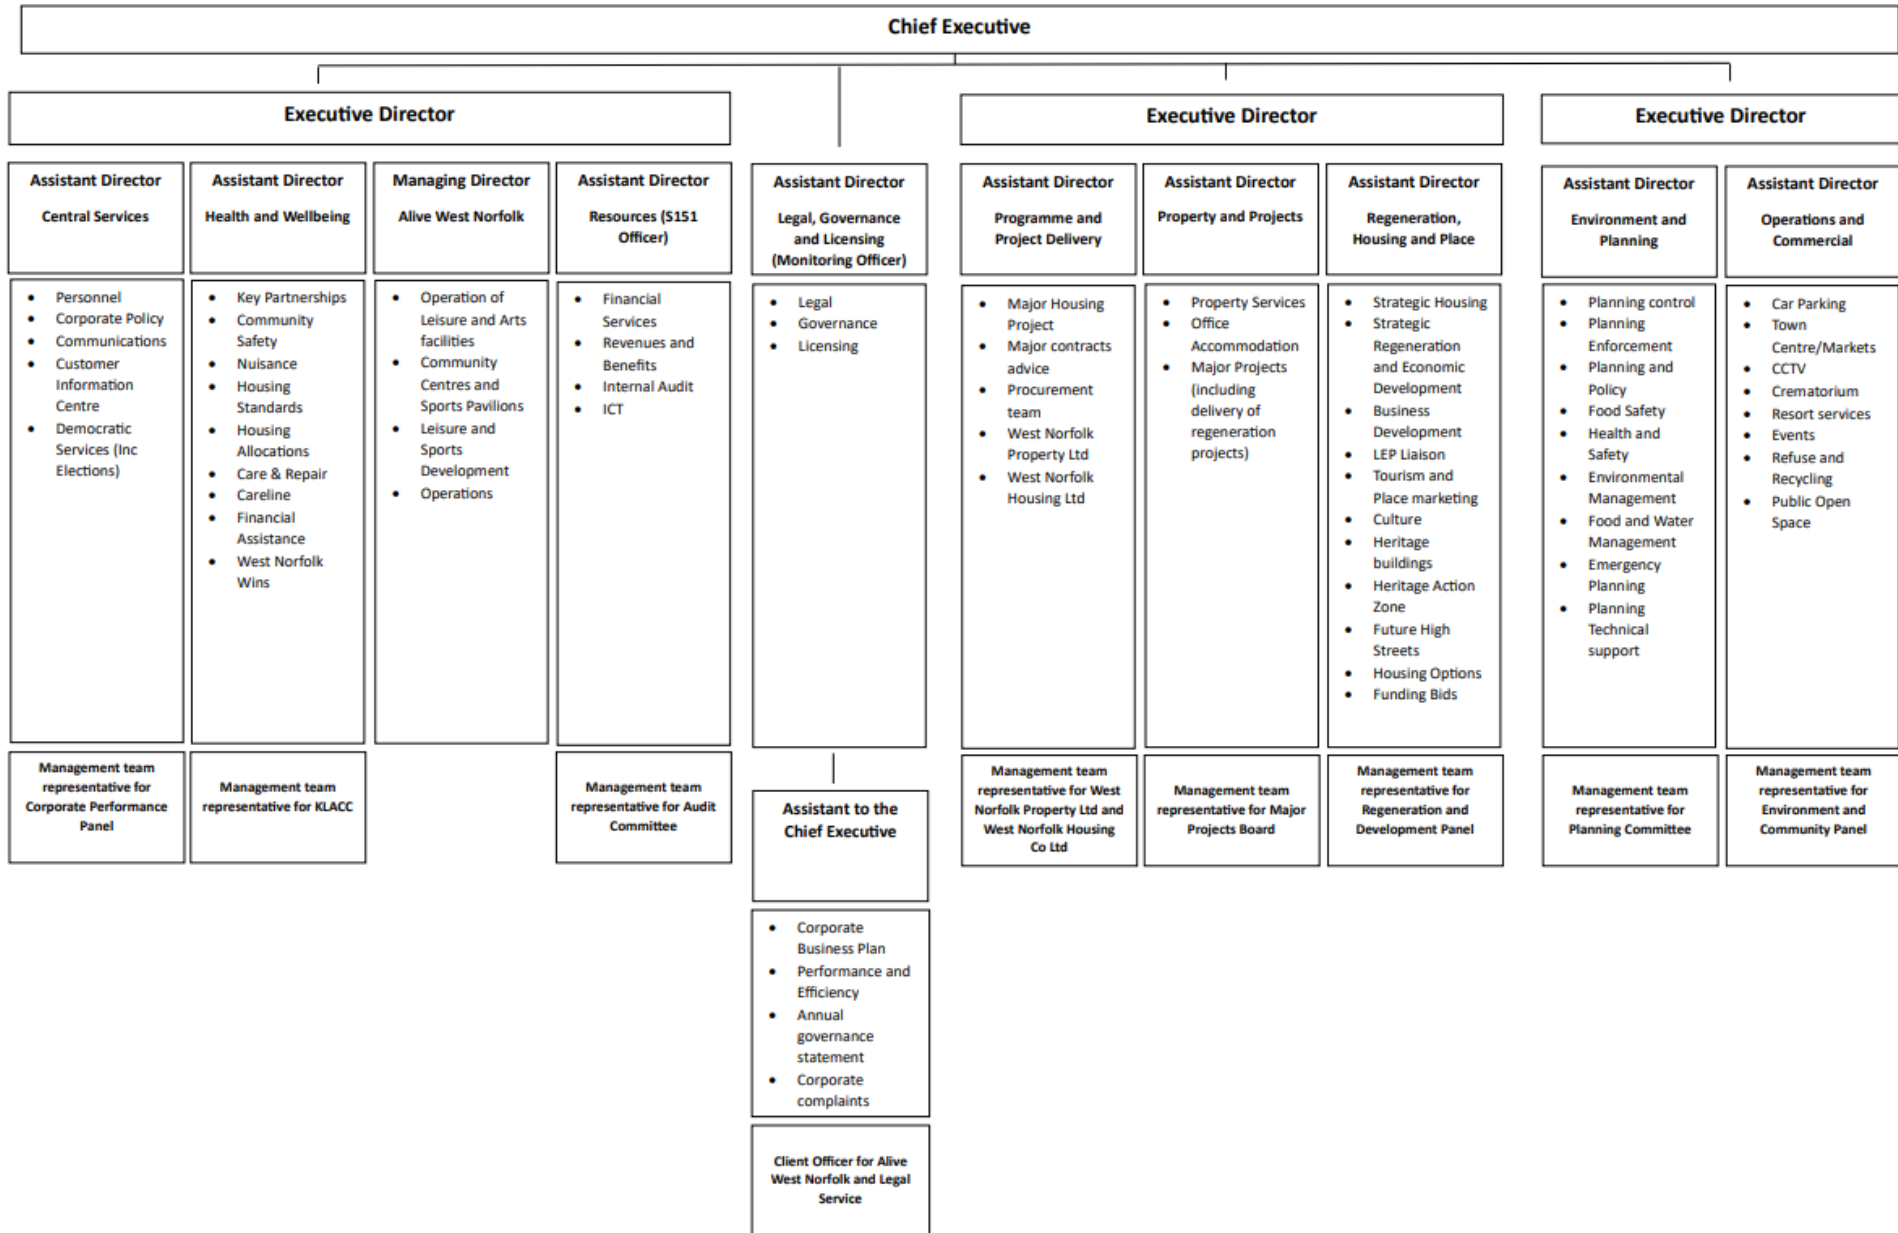 Chief Executive
Executive Director
Assistant Director
Central Services
• Personnel
• Corporate Policy
• Communications
• Customer
Information
Centre
• Democratic
Services (Inc
Elections)
Management team
representative for
Corporate Performance
Panel
Assistant Director
Health and Wellbeing
• Key Partnerships
• Community
Safety
• Nuisance
• Housing
Standards
• Housing
Allocations
• Care & Repair
• Careline
• Financial
Assistance
• West Norfolk
Wins
Management team
representative for KLACC
Managing Director
Alive West Norfolk
• Operation of
Leisure and Arts
facilities
• Community
Centres and
Sports Pavilions
• Leisure and
Sports
Development
• Operations
Assistant Director
Resources (S151
Officer)
• Financial
Services
• Revenues and
Benefits
• Internal Audit
• ICT
Management team
representative for Audit
Committee
Assistant Director
Legal, Governance
and Licensing
(Monitoring Officer)
• Legal
• Governance
• Licensing
Assistant to the
Chief Executive
• Corporate
Business Plan
• Performance and
Efficiency
• Annual
governance
statement
• Corporate
complaints
Client Officer for Alive
West Norfolk and Legal
Service
Executive Director
Assistant Director
Programme and
Project Delivery
• Major Housing
Project
• Major contracts
advice
• Procurement
team
• West Norfolk
Property Ltd
• West Norfolk
Housing Ltd
Management team
representative for West
Norfolk Property Ltd and
West Norfolk Housing
Co Ltd
Assistant Director
Property and Projects
• Property Services
• Office
Accommodation
• Major Projects
(including
delivery of
regeneration
projects)
Management team
representative for Major
Projects Board
Assistant Director
Regeneration,
Housing and Place
• Strategic Housing
• Strategic
Regeneration
and Economic
Development
• Business
Development
• LEP Liaison
• Tourism and
Place marketing
• Culture
• Heritage
buildings
• Heritage Action
Zone
• Future High
Streets
• Housing Options
• Funding Bids
Management team
representative for
Regeneration and
Development Panel
Executive Director
Assistant Director
Environment and
Planning
• Planning control
• Planning
Enforcement
• Planning and
Policy
• Food Safety
• Health and
Safety
• Environmental
Management
• Food and Water
Management
• Emergency
Planning
• Planning
Technical
support
Management team
representative for
Planning Committee
Assistant Director
Operations and
Commercial
• Car Parking
• Town
Centre/Markets
• CCTV
• Crematorium
• Resort services
• Events
• Refuse and
Recycling
• Public Open
Space
Management team
representative for
Environment and
Community Panel